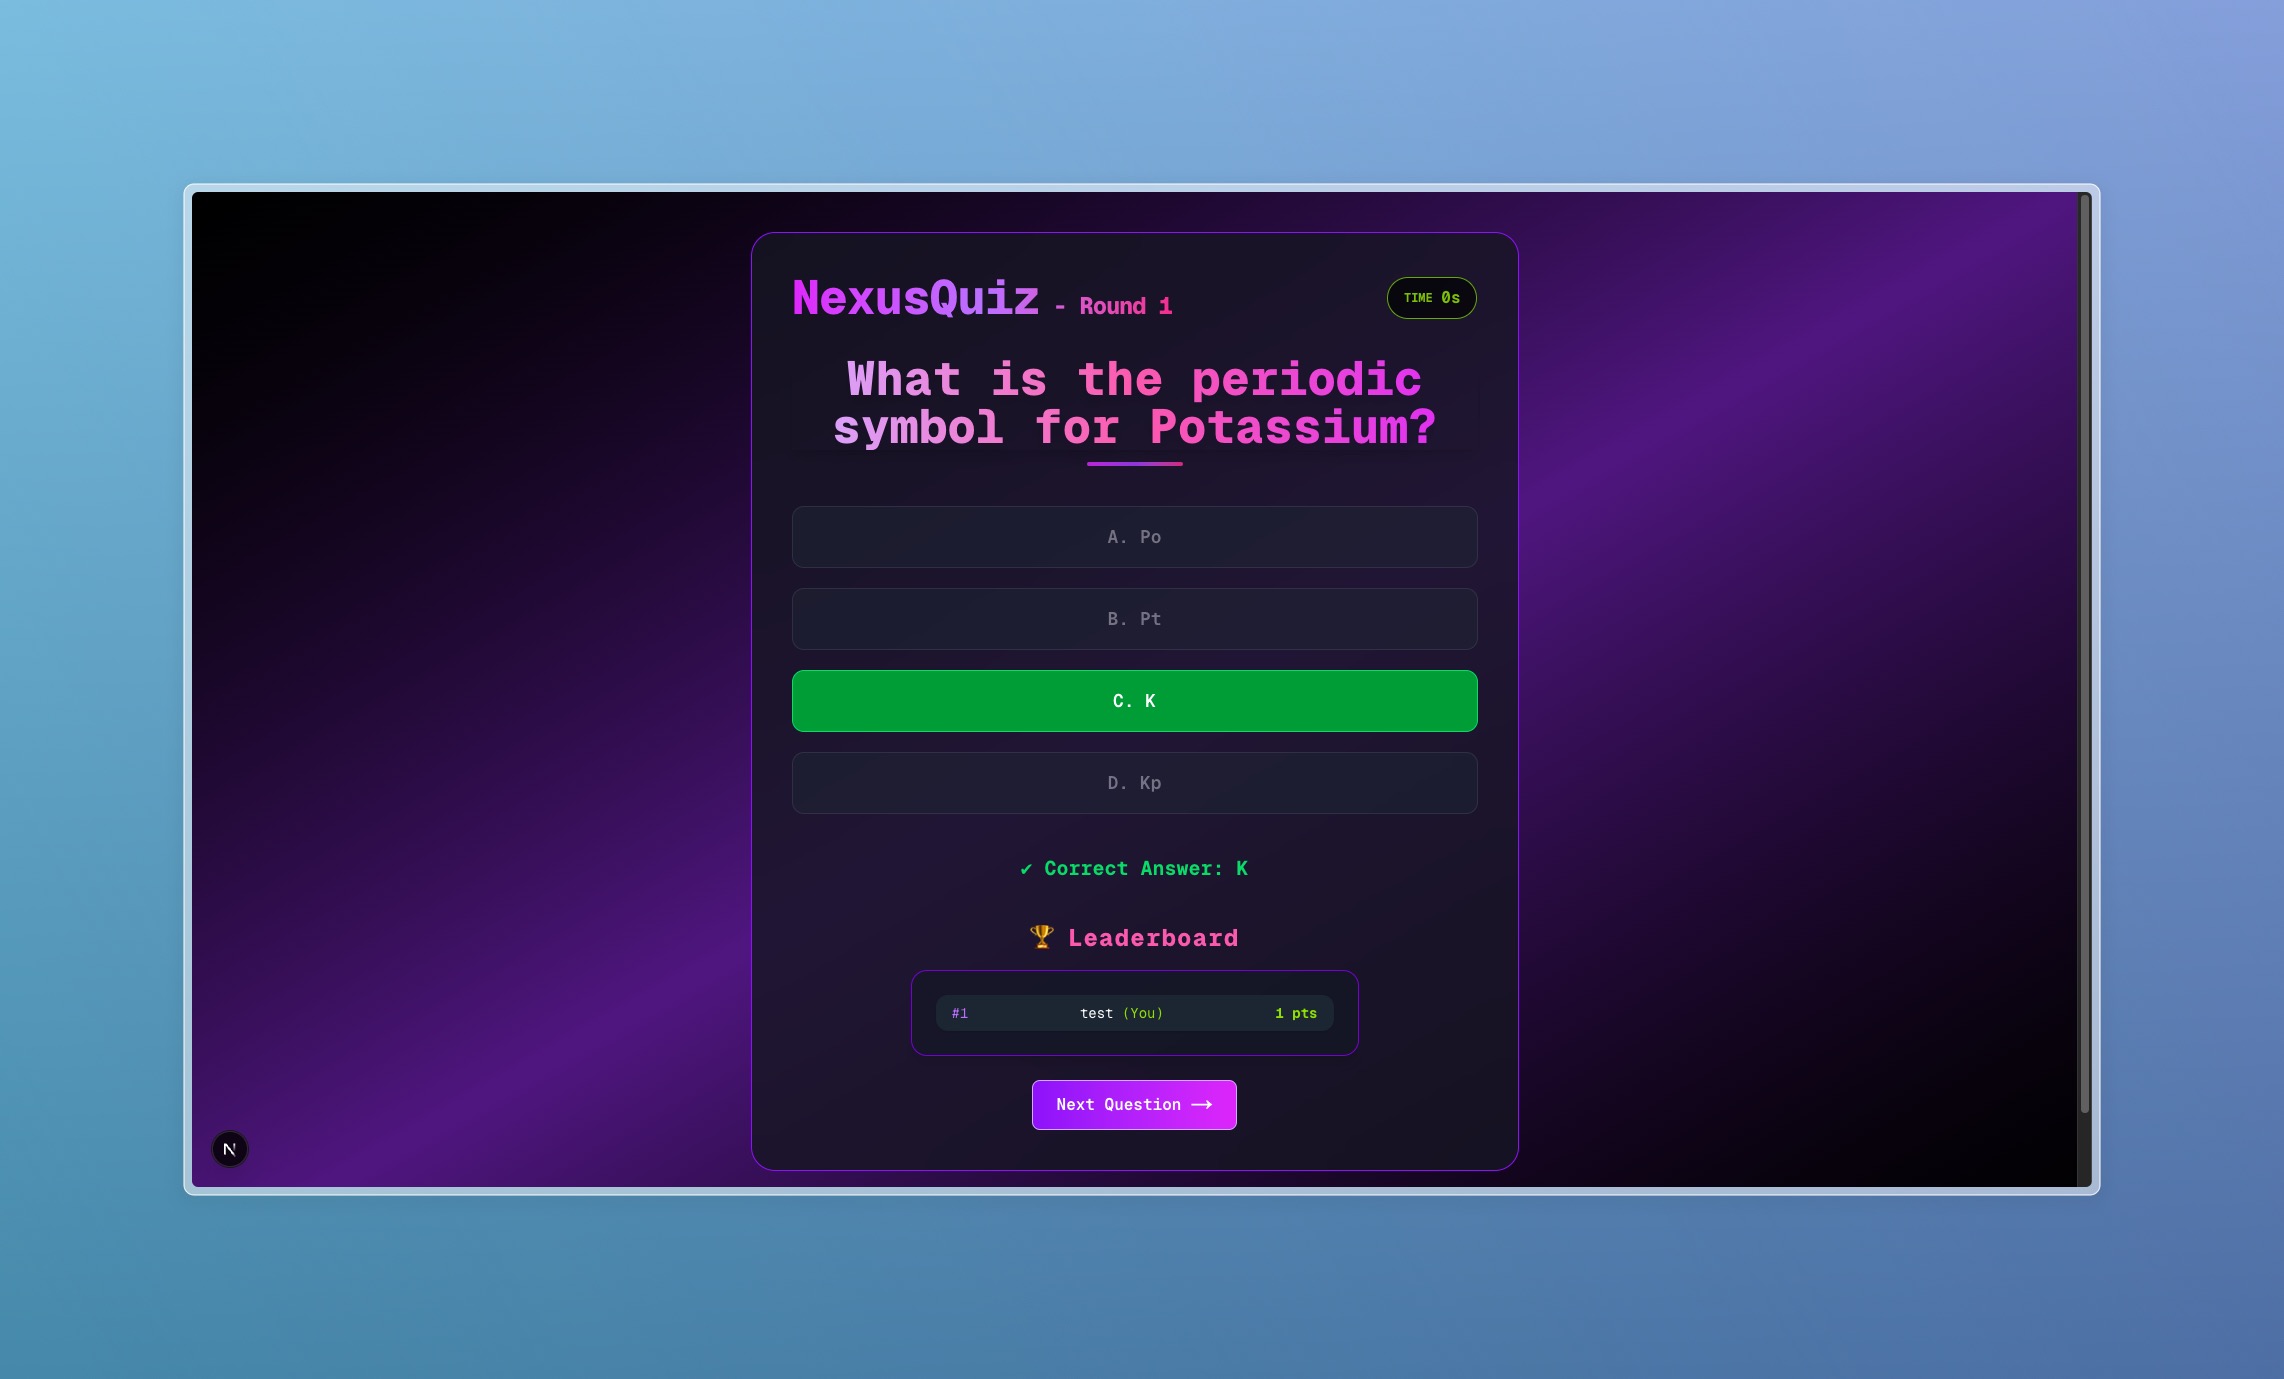 NexusQuiz - Round 1
TIME 0s
What is the periodic
symbol for Potassium?
A. Po
B. Pt
C. K
D. Kp
✔ Correct Answer: K
🏆 Leaderboard
#1 test (You) 1 pts
Next Question →
N